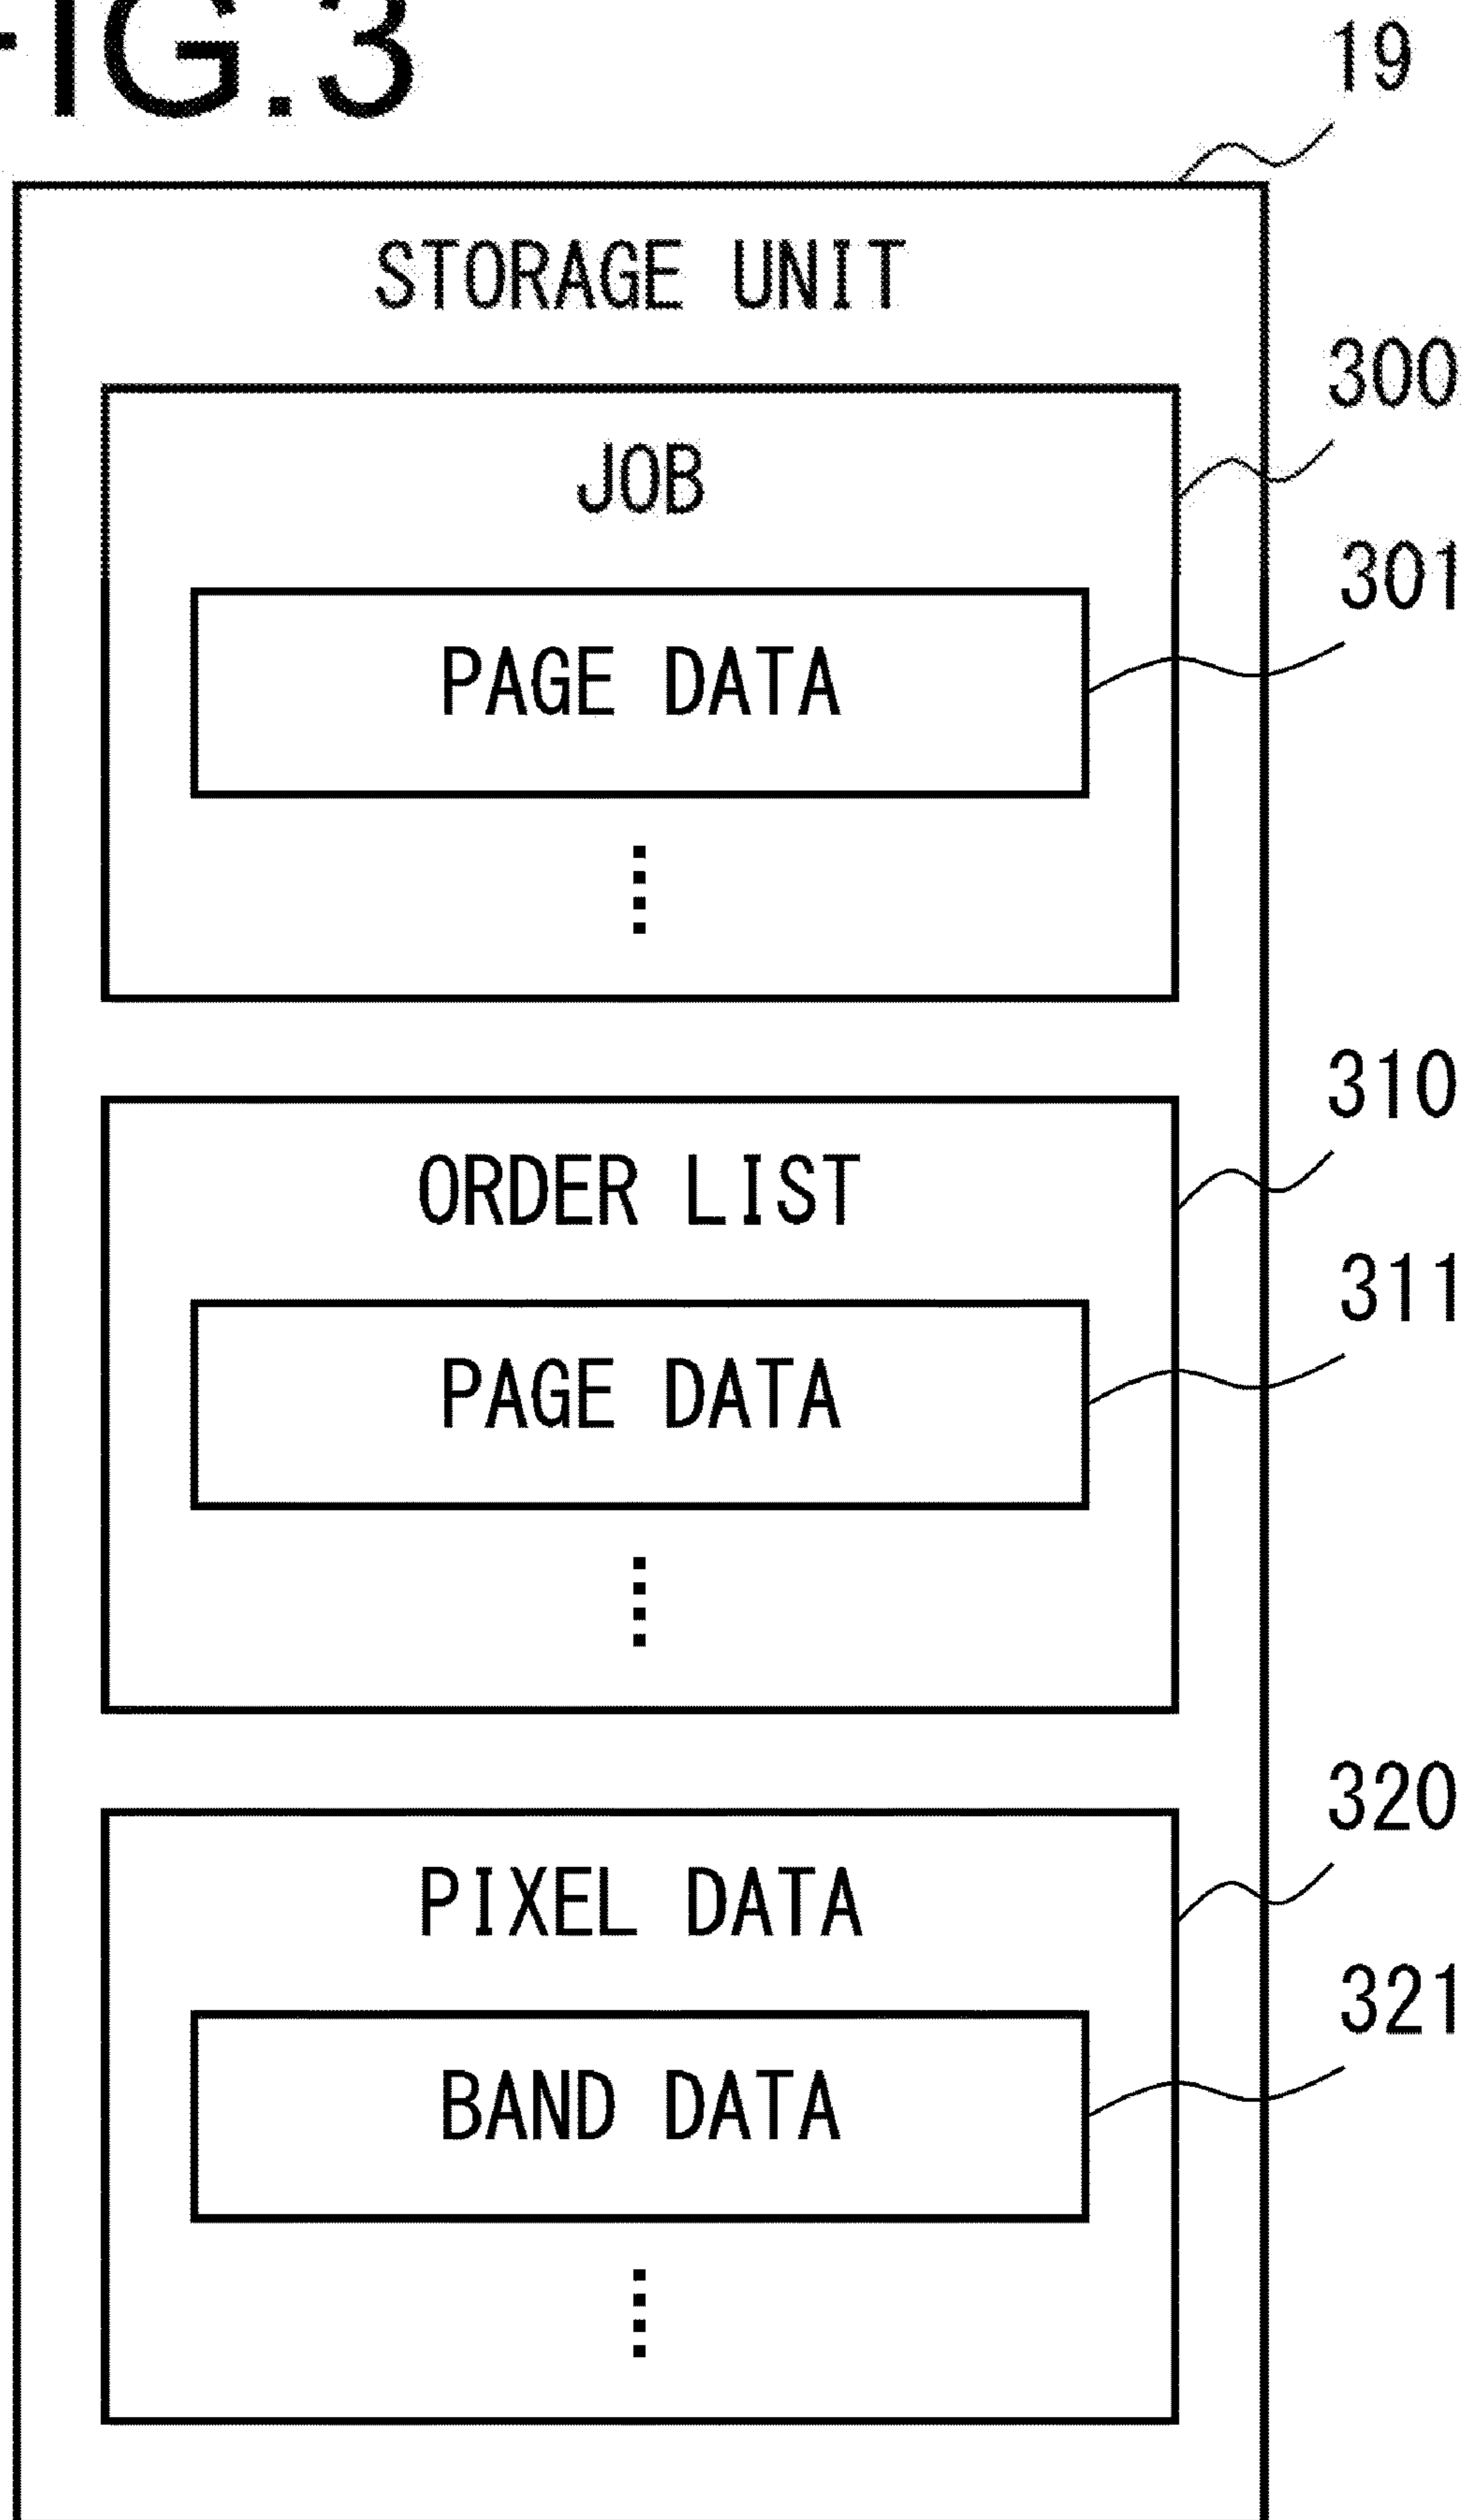 FIG.3
19
STORAGE UNIT
300
JOB
301
PAGE DATA
310
ORDER LIST
311
PAGE DATA
320
PIXEL DATA
321
BAND DATA